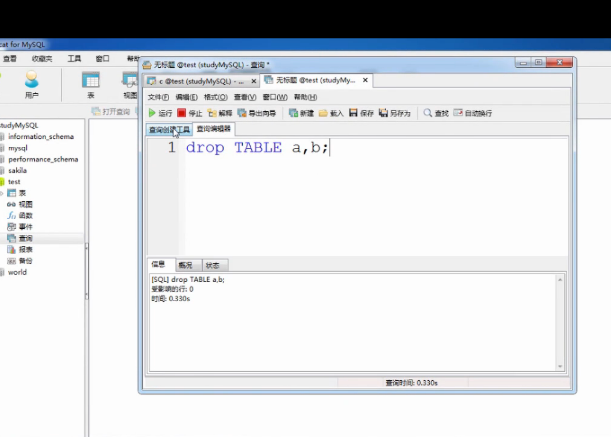 cat for MySQL
查看 收藏夹 工具 窗口 帮助
用户 表 视图
打开查询
tudyMySQL
information_schema
mysql
performance_schema
sakila
test
表
视图
函数
事件
查询
报表
备份
world
无标题 @test (studyMySQL) - 查询 *
c @test (studyMySQL) - ... × 无标题 @test (studyMy... ×
文件(F) 编辑(E) 格式(O) 查看(V) 窗口(W) 帮助(H)
运行 停止 解释 导出向导 新建 载入 保存 另存为 查找 自动换行
查询创建工具 查询编辑器
1 drop TABLE a,b;
信息 概况 状态
[SQL] drop TABLE a,b;
受影响的行: 0
时间: 0.330s
查询时间: 0.330s